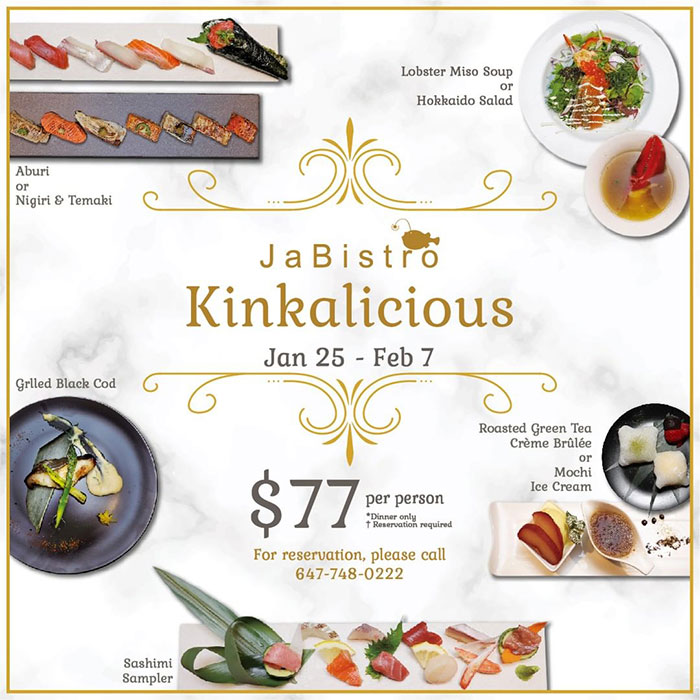 Lobster Miso Soup
or
Hokkaido Salad
Aburi
or
Nigiri & Temaki
JaBistro
Kinkalicious
Jan 25 - Feb 7
Grlled Black Cod
Roasted Green Tea
Crème Brûlée
or
Mochi
Ice Cream
$77 per person
*Dinner only
† Reservation required
For reservation, please call
647-748-0222
Sashimi
Sampler